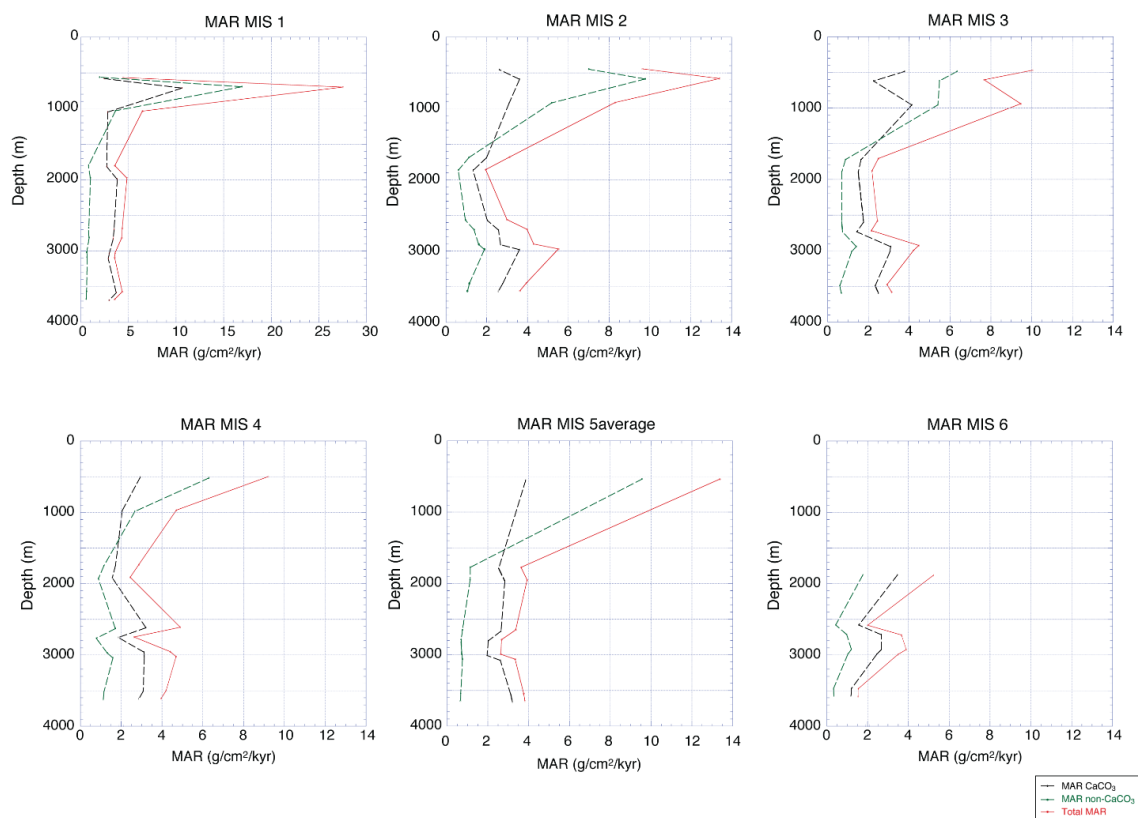 MAR MIS 1
0
1000
2000
3000
4000
Depth (m)
0 5 10 15 20 25 30
MAR (g/cm²/kyr)
MAR MIS 2
0
1000
2000
3000
4000
Depth (m)
0 2 4 6 8 10 12 14
MAR (g/cm²/kyr)
MAR MIS 3
0
1000
2000
3000
4000
Depth (m)
0 2 4 6 8 10 12 14
MAR (g/cm²/kyr)
MAR MIS 4
0
1000
2000
3000
4000
Depth (m)
0 2 4 6 8 10 12 14
MAR (g/cm²/kyr)
MAR MIS 5average
0
1000
2000
3000
4000
Depth (m)
0 2 4 6 8 10 12 14
MAR (g/cm²/kyr)
MAR MIS 6
0
1000
2000
3000
4000
Depth (m)
0 2 4 6 8 10 12 14
MAR (g/cm²/kyr)
MAR CaCO₃
MAR non-CaCO₃
Total MAR